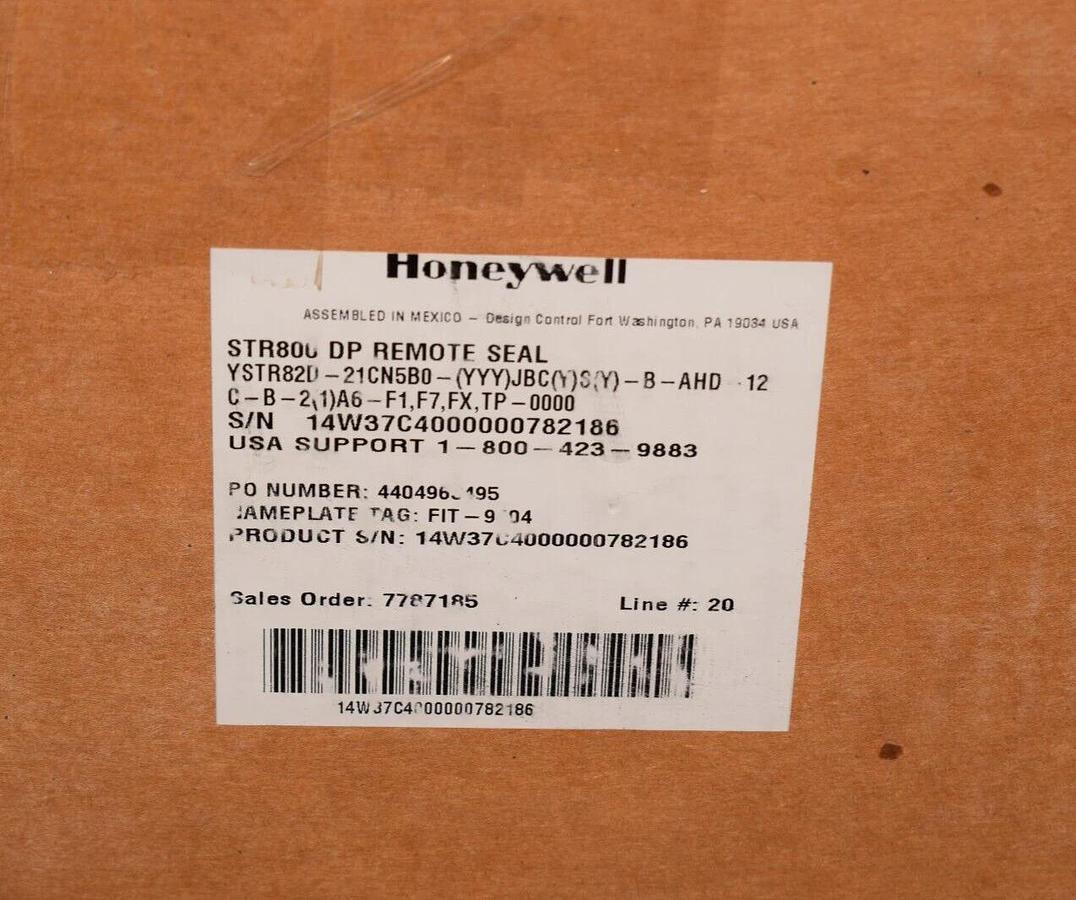 Honeywell
ASSEMBLED IN MEXICO – Design Control Fort Washington, PA 19034 USA
STR800 DP REMOTE SEAL
YSTR82D–21CN5B0–(YYY)JBC(Y)S(Y)–B–AHD 12
C–B–2(1)A6–F1,F7,FX,TP–0000
S/N 14W37C4000000782186
USA SUPPORT 1–800–423–9883
PO NUMBER:
NAMEPLATE TAG:
PRODUCT S/N: 14W37C4000000782186
Sales Order: 7787185 Line #: 20
14W37C4000000782186